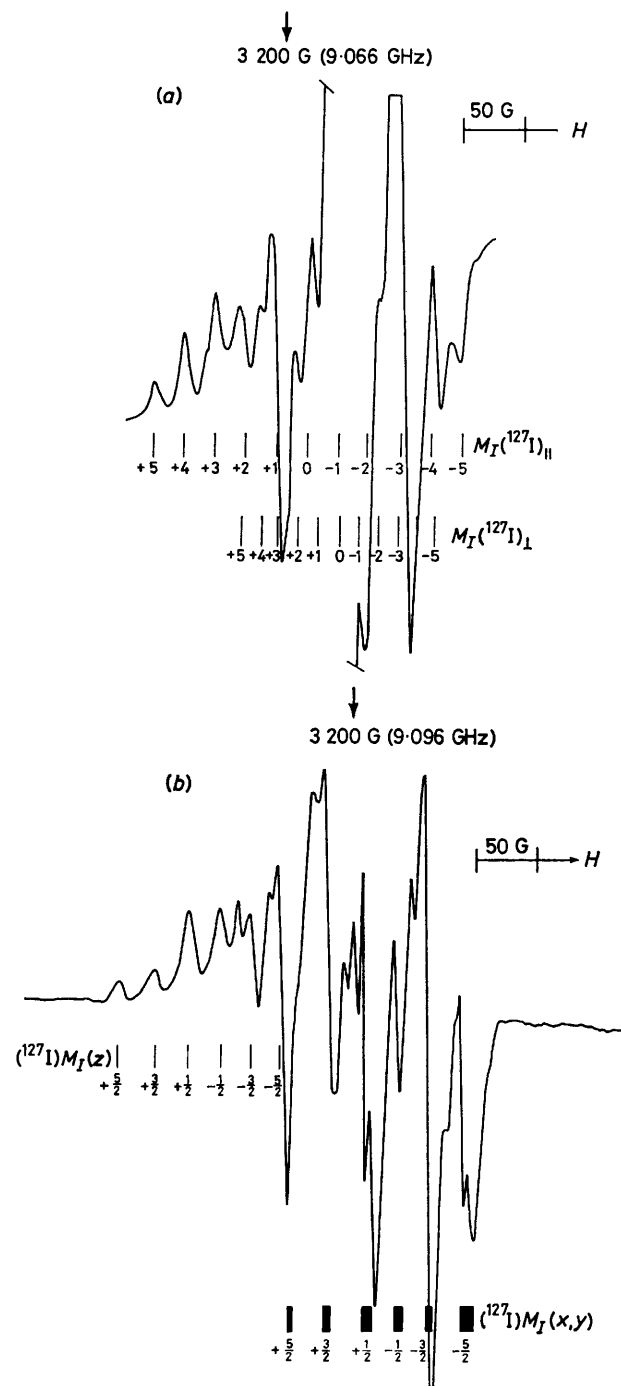 3 200 G (9·066 GHz)
(a)
50 G
H
M_I(¹²⁷I)∥
+5 +4 +3 +2 +1 0 −1 −2 −3 −4 −5
M_I(¹²⁷I)⊥
+5 +4 +3 +2 +1 0 −1 −2 −3 −5
3 200 G (9·096 GHz)
(b)
50 G
H
(¹²⁷I)M_I(z)
+5/2 +3/2 +1/2 −1/2 −3/2 −5/2
(¹²⁷I)M_I(x,y)
+5/2 +3/2 +1/2 −1/2 −3/2 −5/2